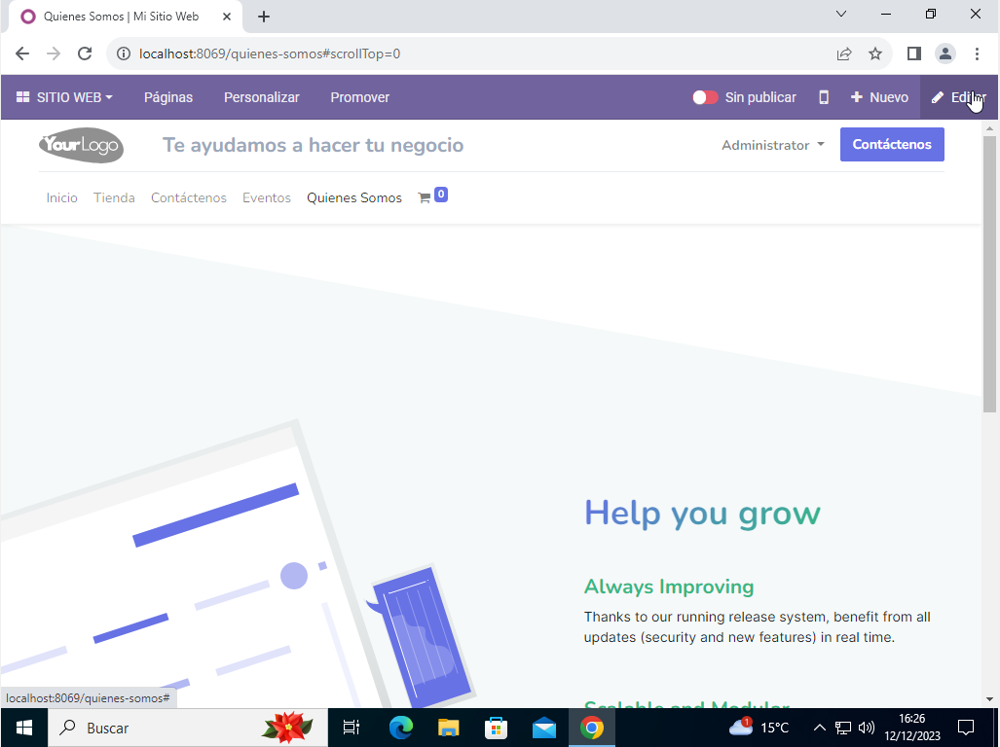 Quienes Somos | Mi Sitio Web
localhost:8069/quienes-somos#scrollTop=0
SITIO WEB Páginas Personalizar Promover Sin publicar Nuevo Editar
YourLogo Te ayudamos a hacer tu negocio Administrator Contáctenos
Inicio Tienda Contáctenos Eventos Quienes Somos 0
Help you grow
Always Improving
Thanks to our running release system, benefit from all
updates (security and new features) in real time.
Scalable and Modular
localhost:8069/quienes-somos#
Buscar 1 15°C 16:26
12/12/2023